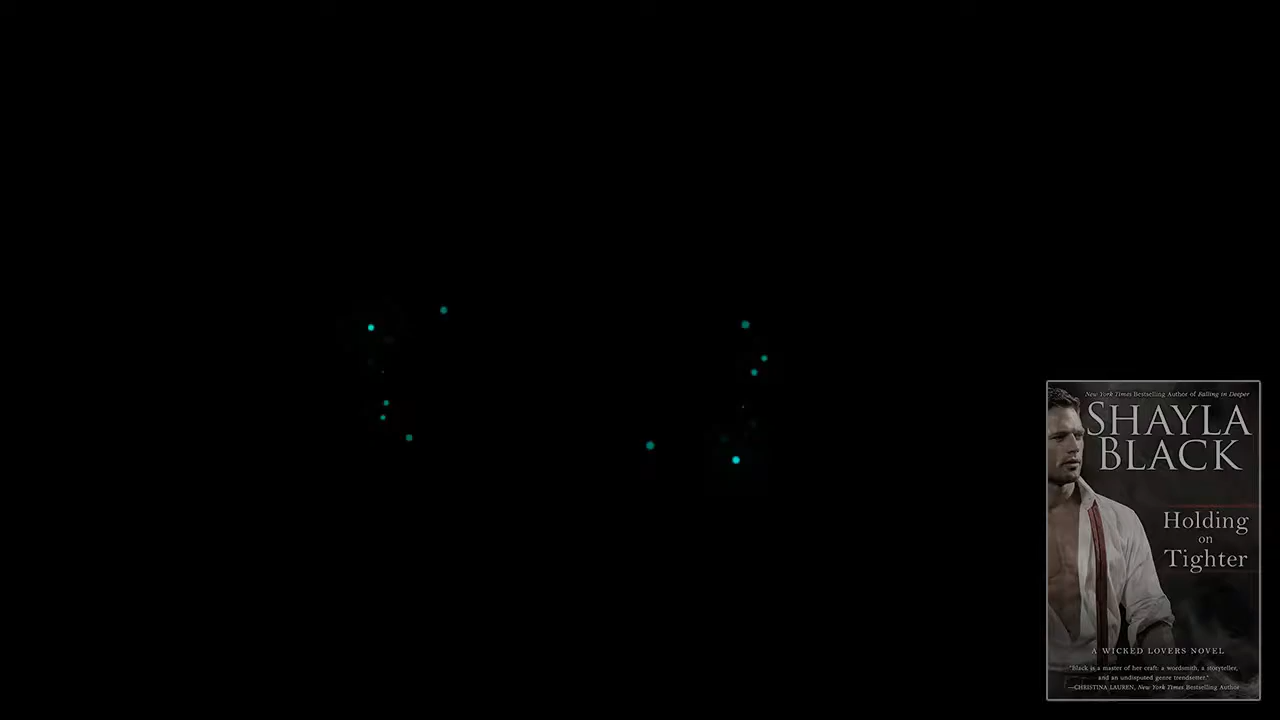 New York Times Bestselling Author of Falling in Deeper
SHAYLA
BLACK
Holding
on
Tighter
A WICKED LOVERS NOVEL
"Black is a master of her craft: a wordsmith, a storyteller,
and an undisputed genre trendsetter."
—CHRISTINA LAUREN, New York Times Bestselling Author